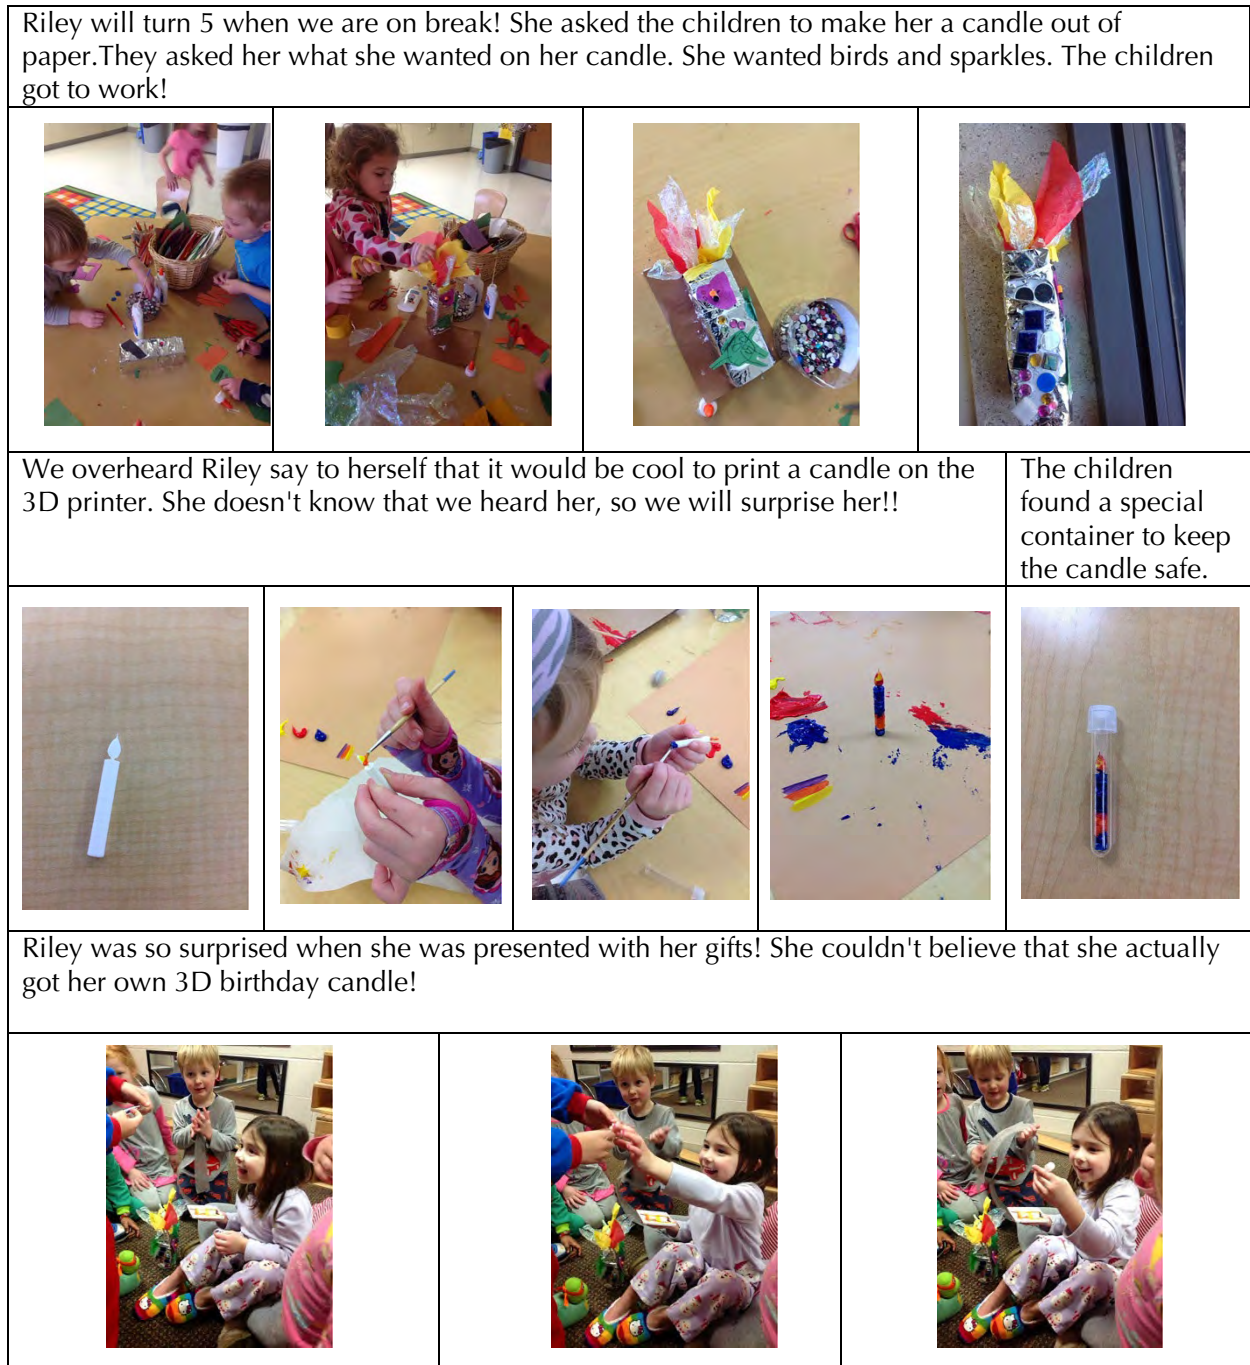 Riley will turn 5 when we are on break! She asked the children to make her a candle out of
paper.They asked her what she wanted on her candle. She wanted birds and sparkles. The children
got to work!
We overheard Riley say to herself that it would be cool to print a candle on the
3D printer. She doesn't know that we heard her, so we will surprise her!!
The children
found a special
container to keep
the candle safe.
Riley was so surprised when she was presented with her gifts! She couldn't believe that she actually
got her own 3D birthday candle!